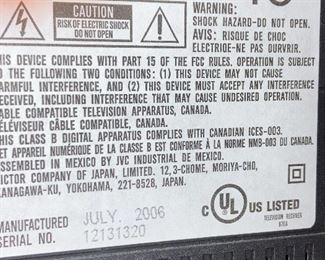 CAUTION
RISK OF ELECTRIC SHOCK
DO NOT OPEN
WARNING:
SHOCK HAZARD-DO NOT OPEN.
AVIS: RISQUE DE CHOC
ELECTRIQUE-NE PAS OUVRIR.
THIS DEVICE COMPLIES WITH PART 15 OF THE FCC RULES. OPERATION IS SUBJECT
TO THE FOLLOWING TWO CONDITIONS: (1) THIS DEVICE MAY NOT CAUSE
HARMFUL INTERFERENCE, AND (2) THIS DEVICE MUST ACCEPT ANY INTERFERENCE
RECEIVED, INCLUDING INTERFERENCE THAT MAY CAUSE UNDESIRED OPERATION.
CABLE COMPATIBLE TELEVISION APPARATUS, CANADA.
TÉLÉVISEUR CÂBLE COMPATIBLE, CANADA.
THIS CLASS B DIGITAL APPARATUS COMPLIES WITH CANADIAN ICES-003.
CET APPAREIL NUMÉRIQUE DE LA CLASSE B EST CONFORME À LA NORME NMB-003 DU CANADA.
ASSEMBLED IN MEXICO BY JVC INDUSTRIAL DE MEXICO.
VICTOR COMPANY OF JAPAN, LIMITED. 12,3-CHOME, MORIYA-CHO,
KANAGAWA-KU, YOKOHAMA, 221-8528, JAPAN
C UL US LISTED
TELEVISION RECEIVER
MANUFACTURED JULY. 2006
SERIAL NO. 12131320